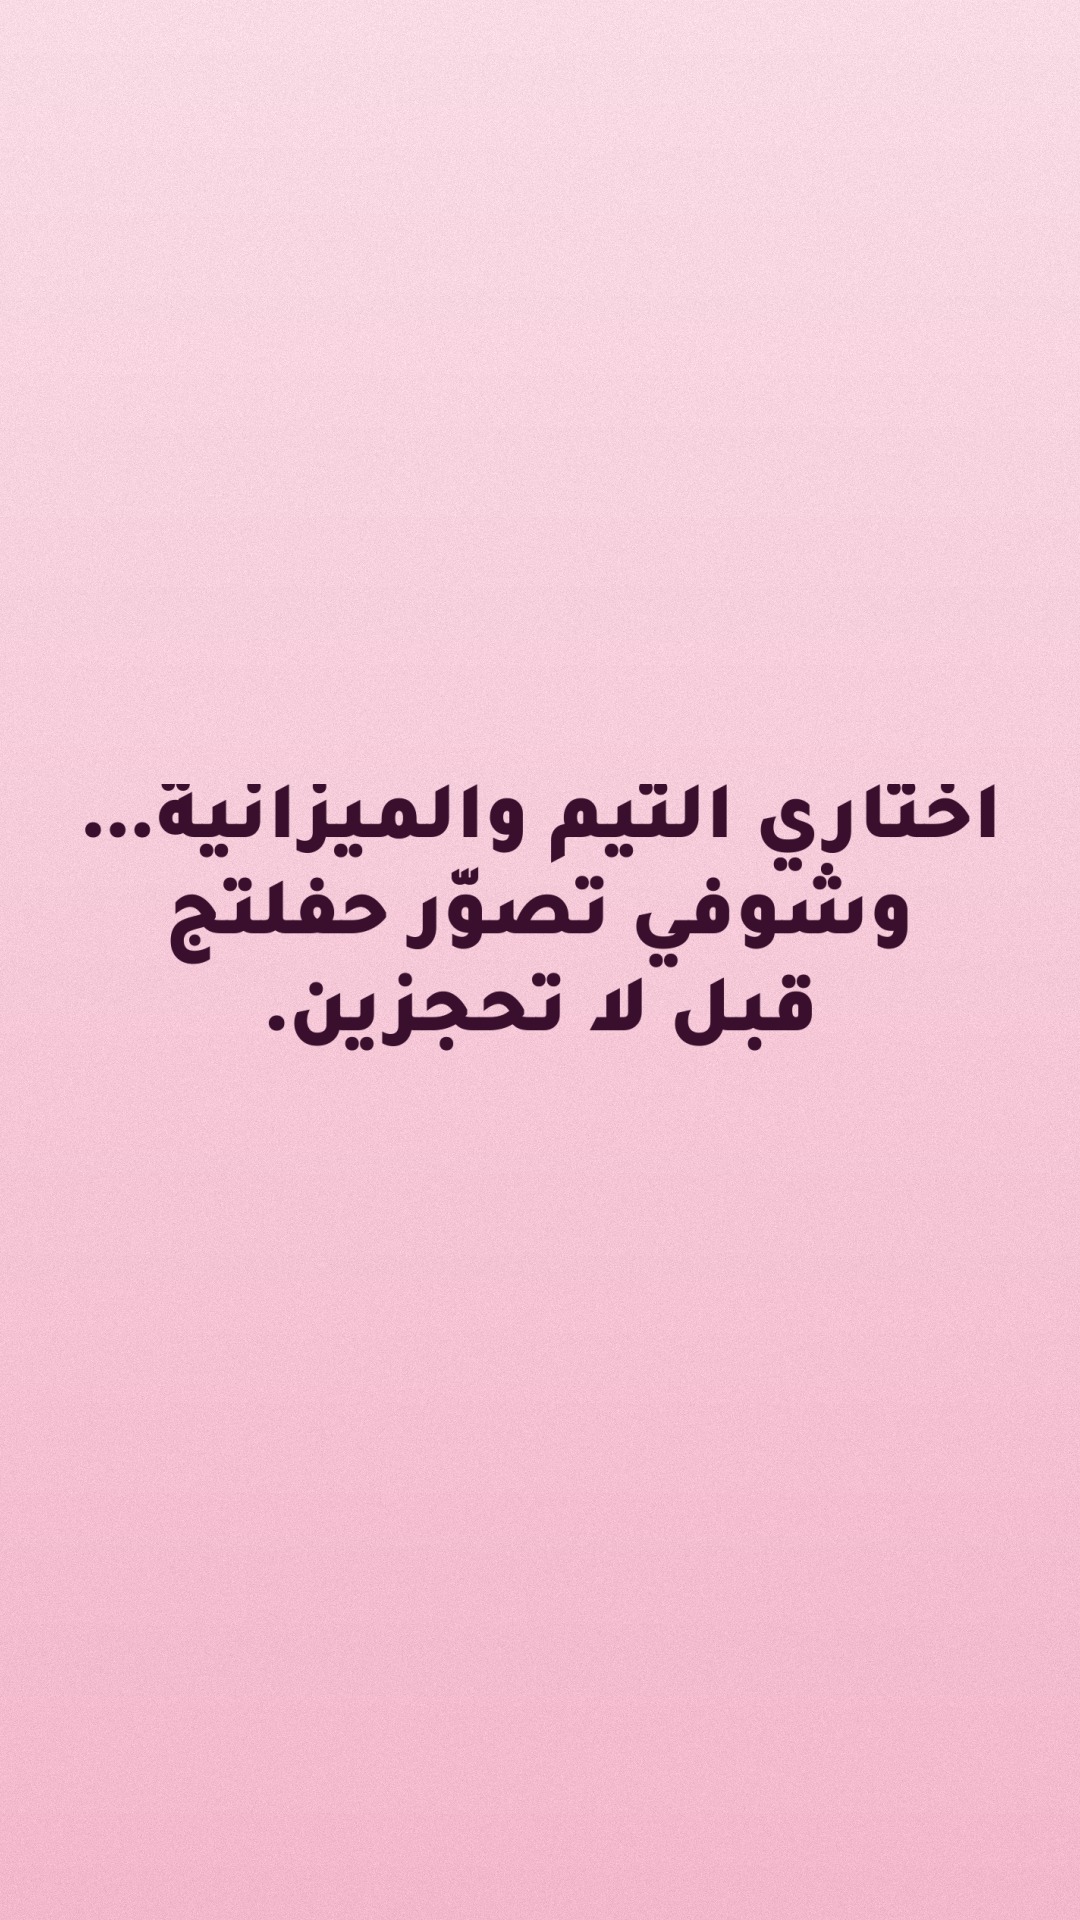 اختاري التيم والميزانية...
وشوفي تصوّر حفلتج
قبل لا تحجزين.